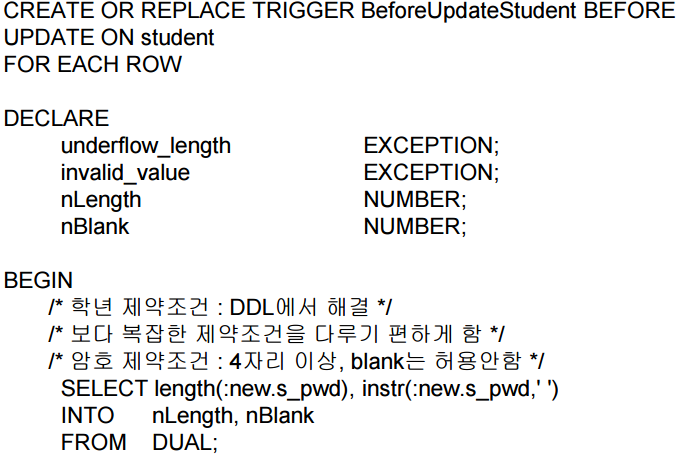 CREATE OR REPLACE TRIGGER BeforeUpdateStudent BEFORE
UPDATE ON student
FOR EACH ROW
DECLARE
underflow_length EXCEPTION;
invalid_value EXCEPTION;
nLength NUMBER;
nBlank NUMBER;
BEGIN
/* 학년 제약조건 : DDL에서 해결 */
/* 보다 복잡한 제약조건을 다루기 편하게 함 */
/* 암호 제약조건 : 4자리 이상, blank는 허용안함 */
SELECT length(:new.s_pwd), instr(:new.s_pwd,' ')
INTO nLength, nBlank
FROM DUAL;